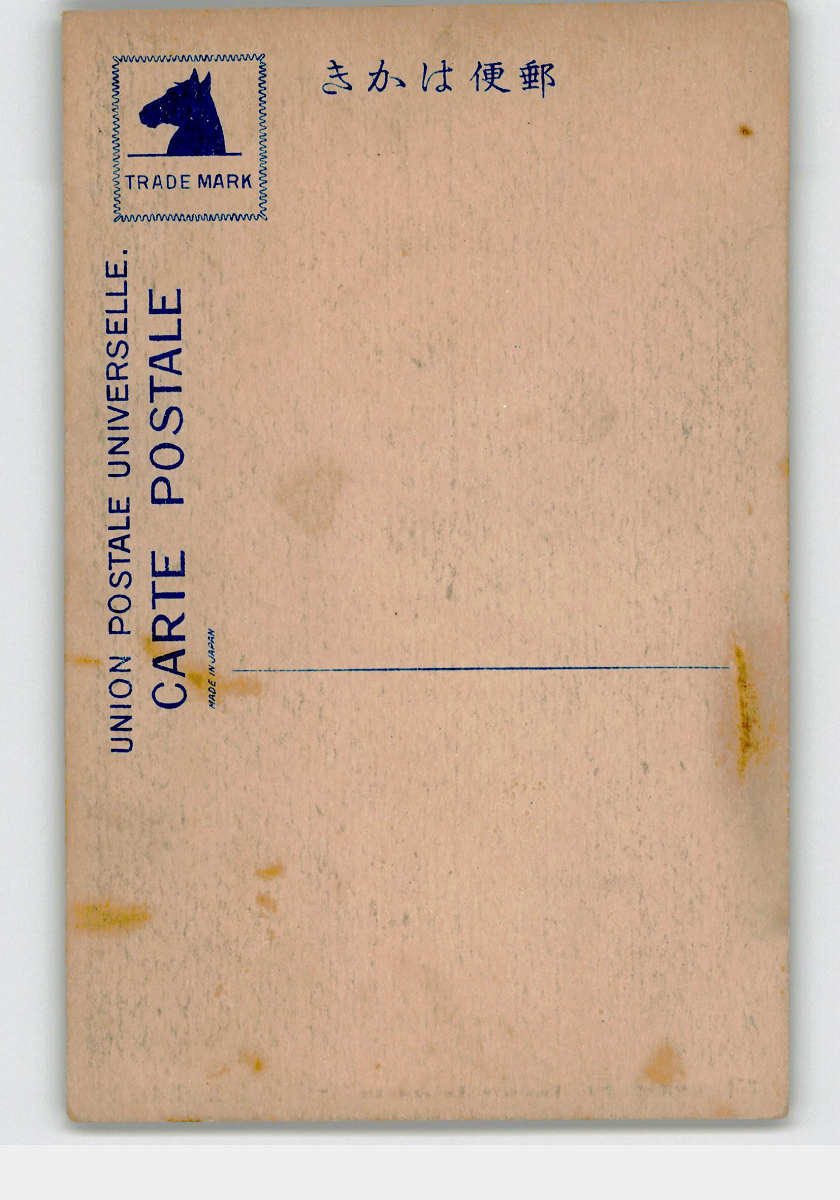 きかは便郵
TRADE MARK
UNION POSTALE UNIVERSELLE.
CARTE POSTALE
MADE IN JAPAN